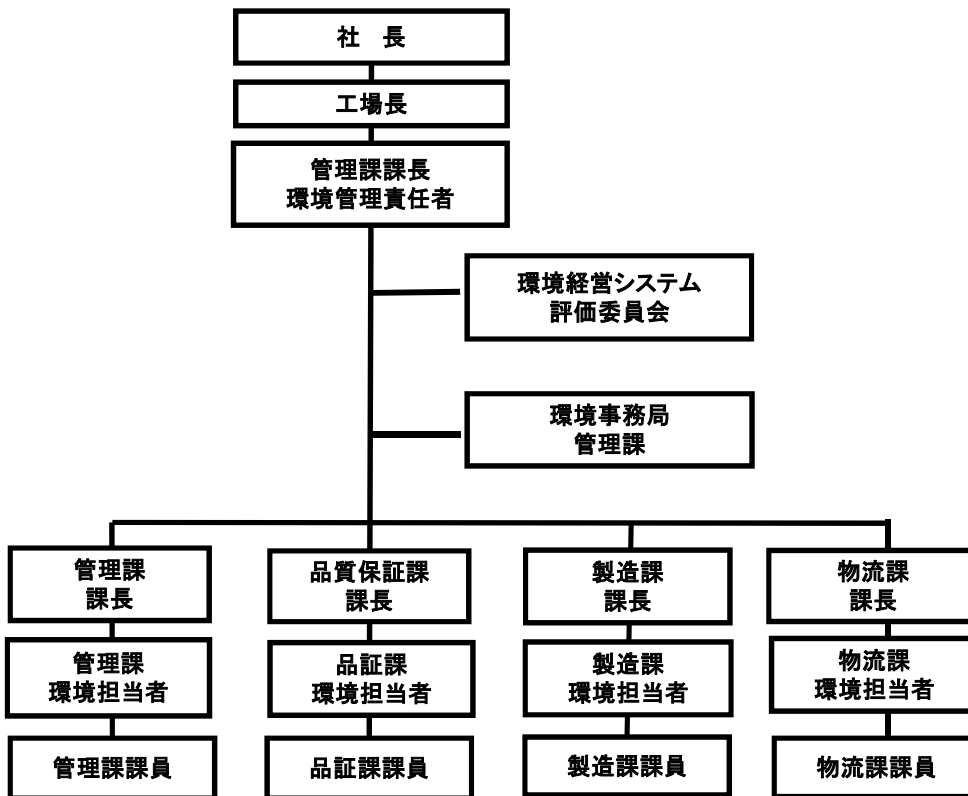 社　長
工場長
管理課課長
環境管理責任者
環境経営システム
評価委員会
環境事務局
管理課
管理課
課長
品質保証課
課長
製造課
課長
物流課
課長
管理課
環境担当者
品証課
環境担当者
製造課
環境担当者
物流課
環境担当者
管理課課員
品証課課員
製造課課員
物流課課員